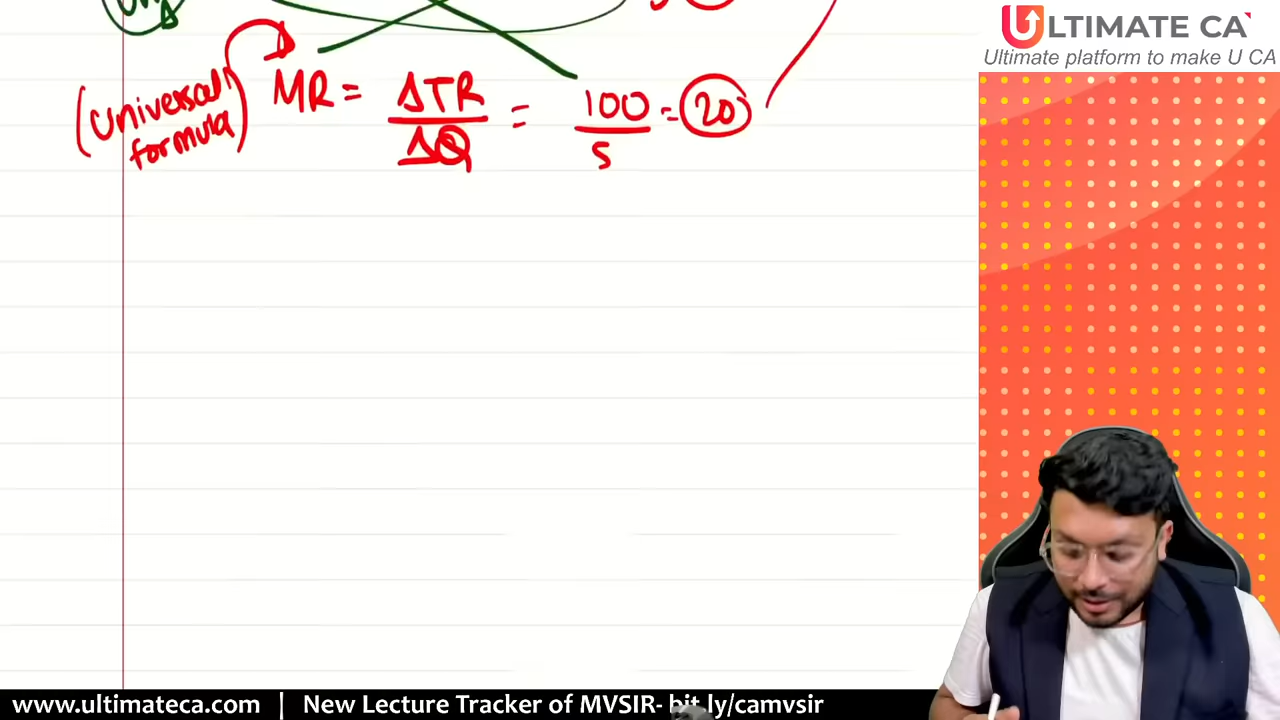 ULTIMATE CA
Ultimate platform to make U CA
(Universal formula) MR = ΔTR/ΔQ = 100/5 = 20
www.ultimateca.com | New Lecture Tracker of MVSIR- bit.ly/camvsir